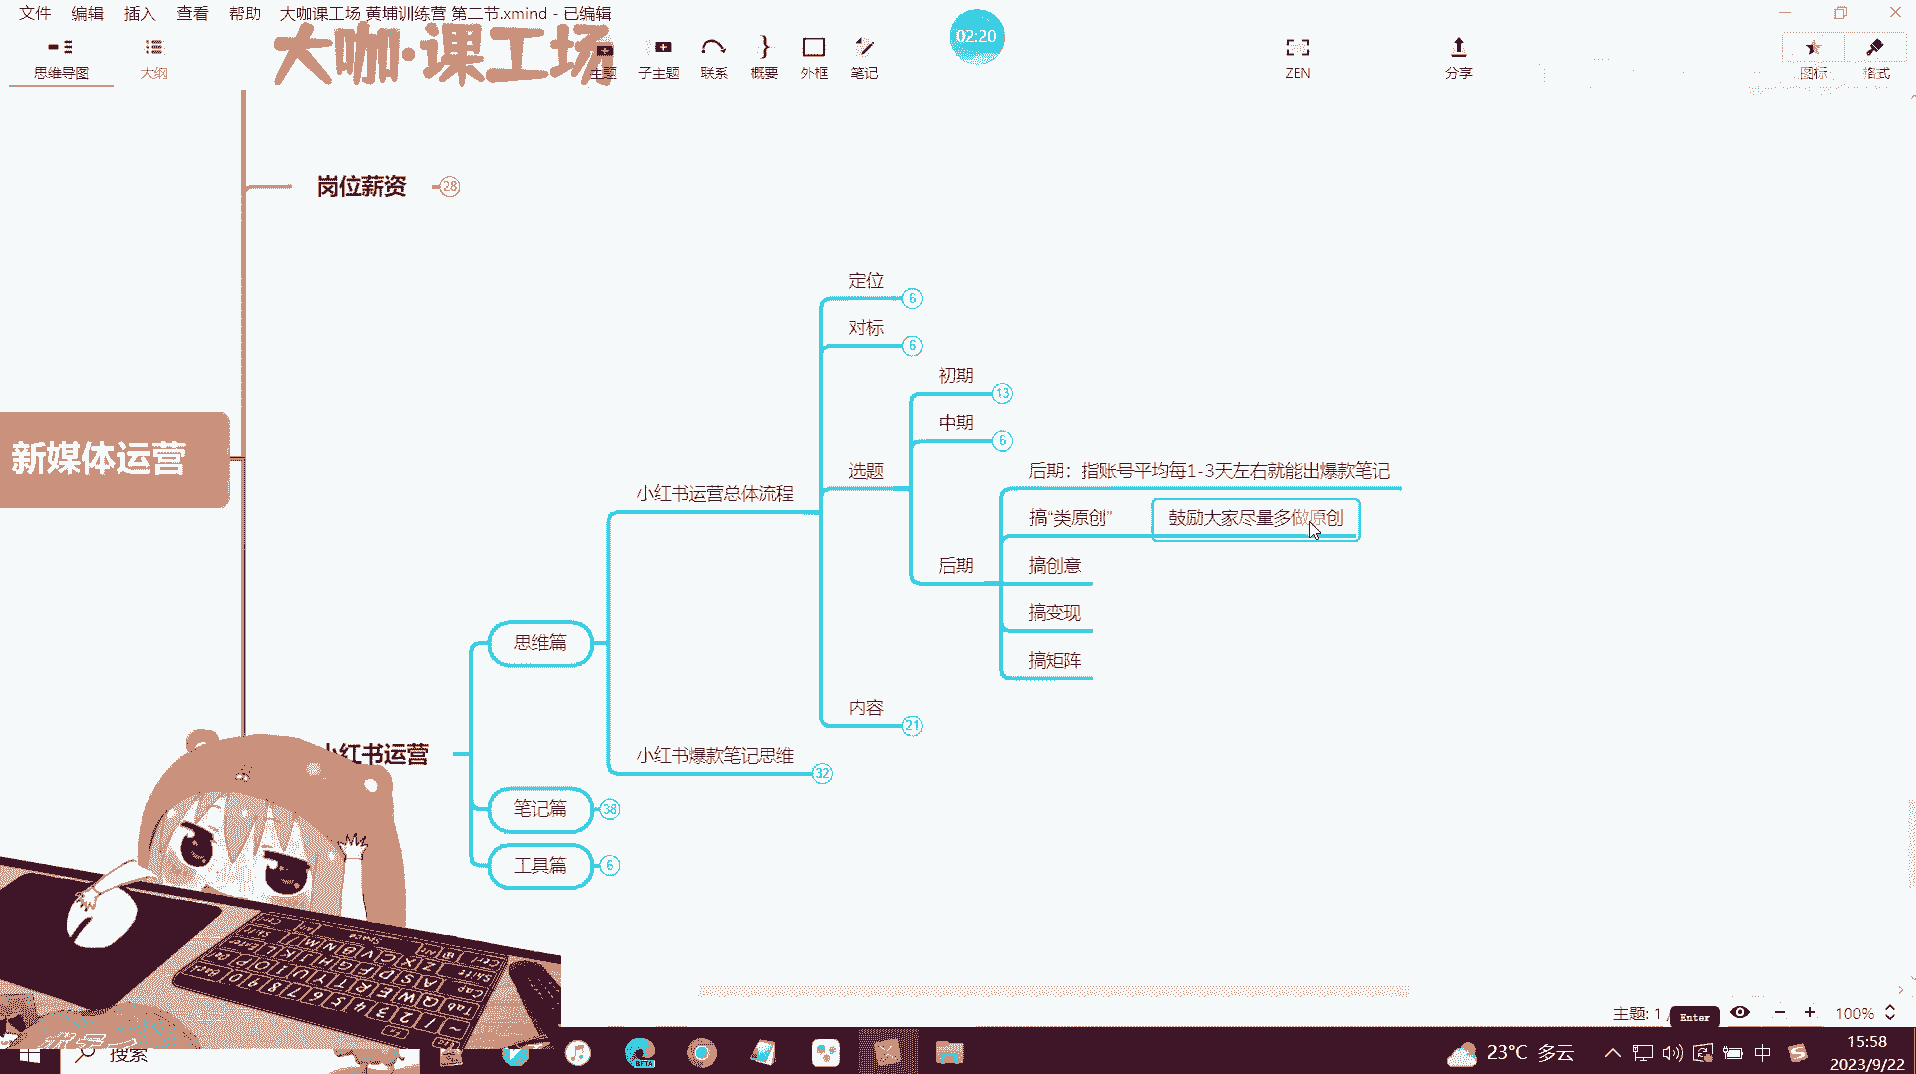 文件 编辑 插入 查看 帮助 大咖课工场 黄埔训练营 第二节.xmind - 已编辑
大咖·课工场
思维导图 大纲 主题 子主题 联系 概要 外框 笔记 ZEN 分享 图标 格式
02:20
岗位薪资 28
定位 6
对标 6
初期 13
中期 6
选题
后期：指账号平均每1-3天左右就能出爆款笔记
新媒体运营
小红书运营总体流程
搞“类原创” 鼓励大家尽量多做原创
后期
搞创意
搞变现
思维篇
搞矩阵
内容 21
小红书运营
小红书爆款笔记思维 32
笔记篇 38
工具篇 6
主题: 1 /
Enter
100%
搜索
BETA
23°C 多云
中
15:58
2023/9/22